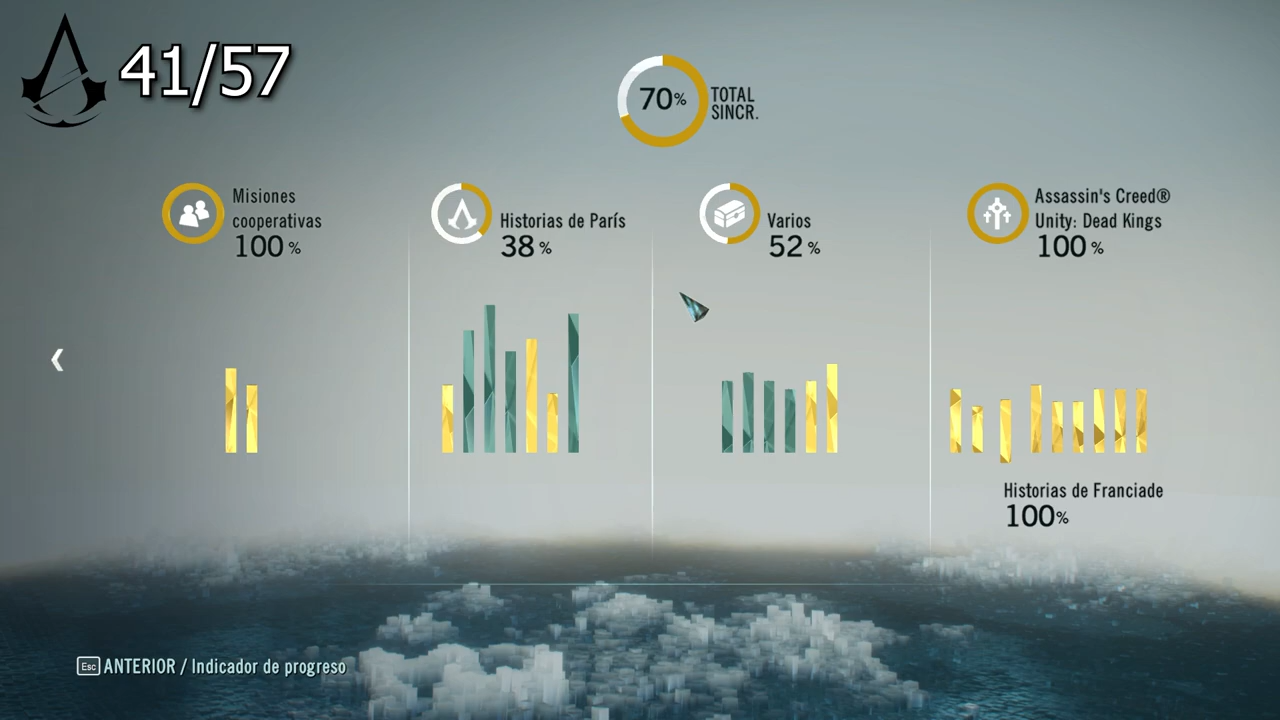 41/57
70%
TOTAL
SINCR.
Misiones
cooperativas
100 %
Historias de París
38 %
Varios
52 %
Assassin's Creed®
Unity: Dead Kings
100 %
Historias de Franciade
100%
Esc ANTERIOR / Indicador de progreso